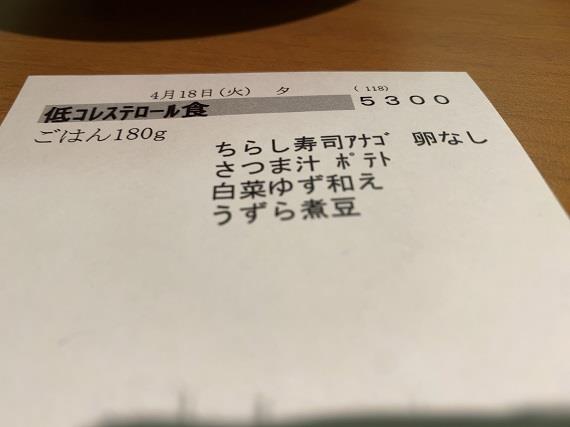 4月18日(火) 夕 ( 118)
低コレステロール食 5300
ごはん180g
ちらし寿司ｱﾅｺﾞ 卵なし
さつま汁 ﾎﾟﾃﾄ
白菜ゆず和え
うずら煮豆